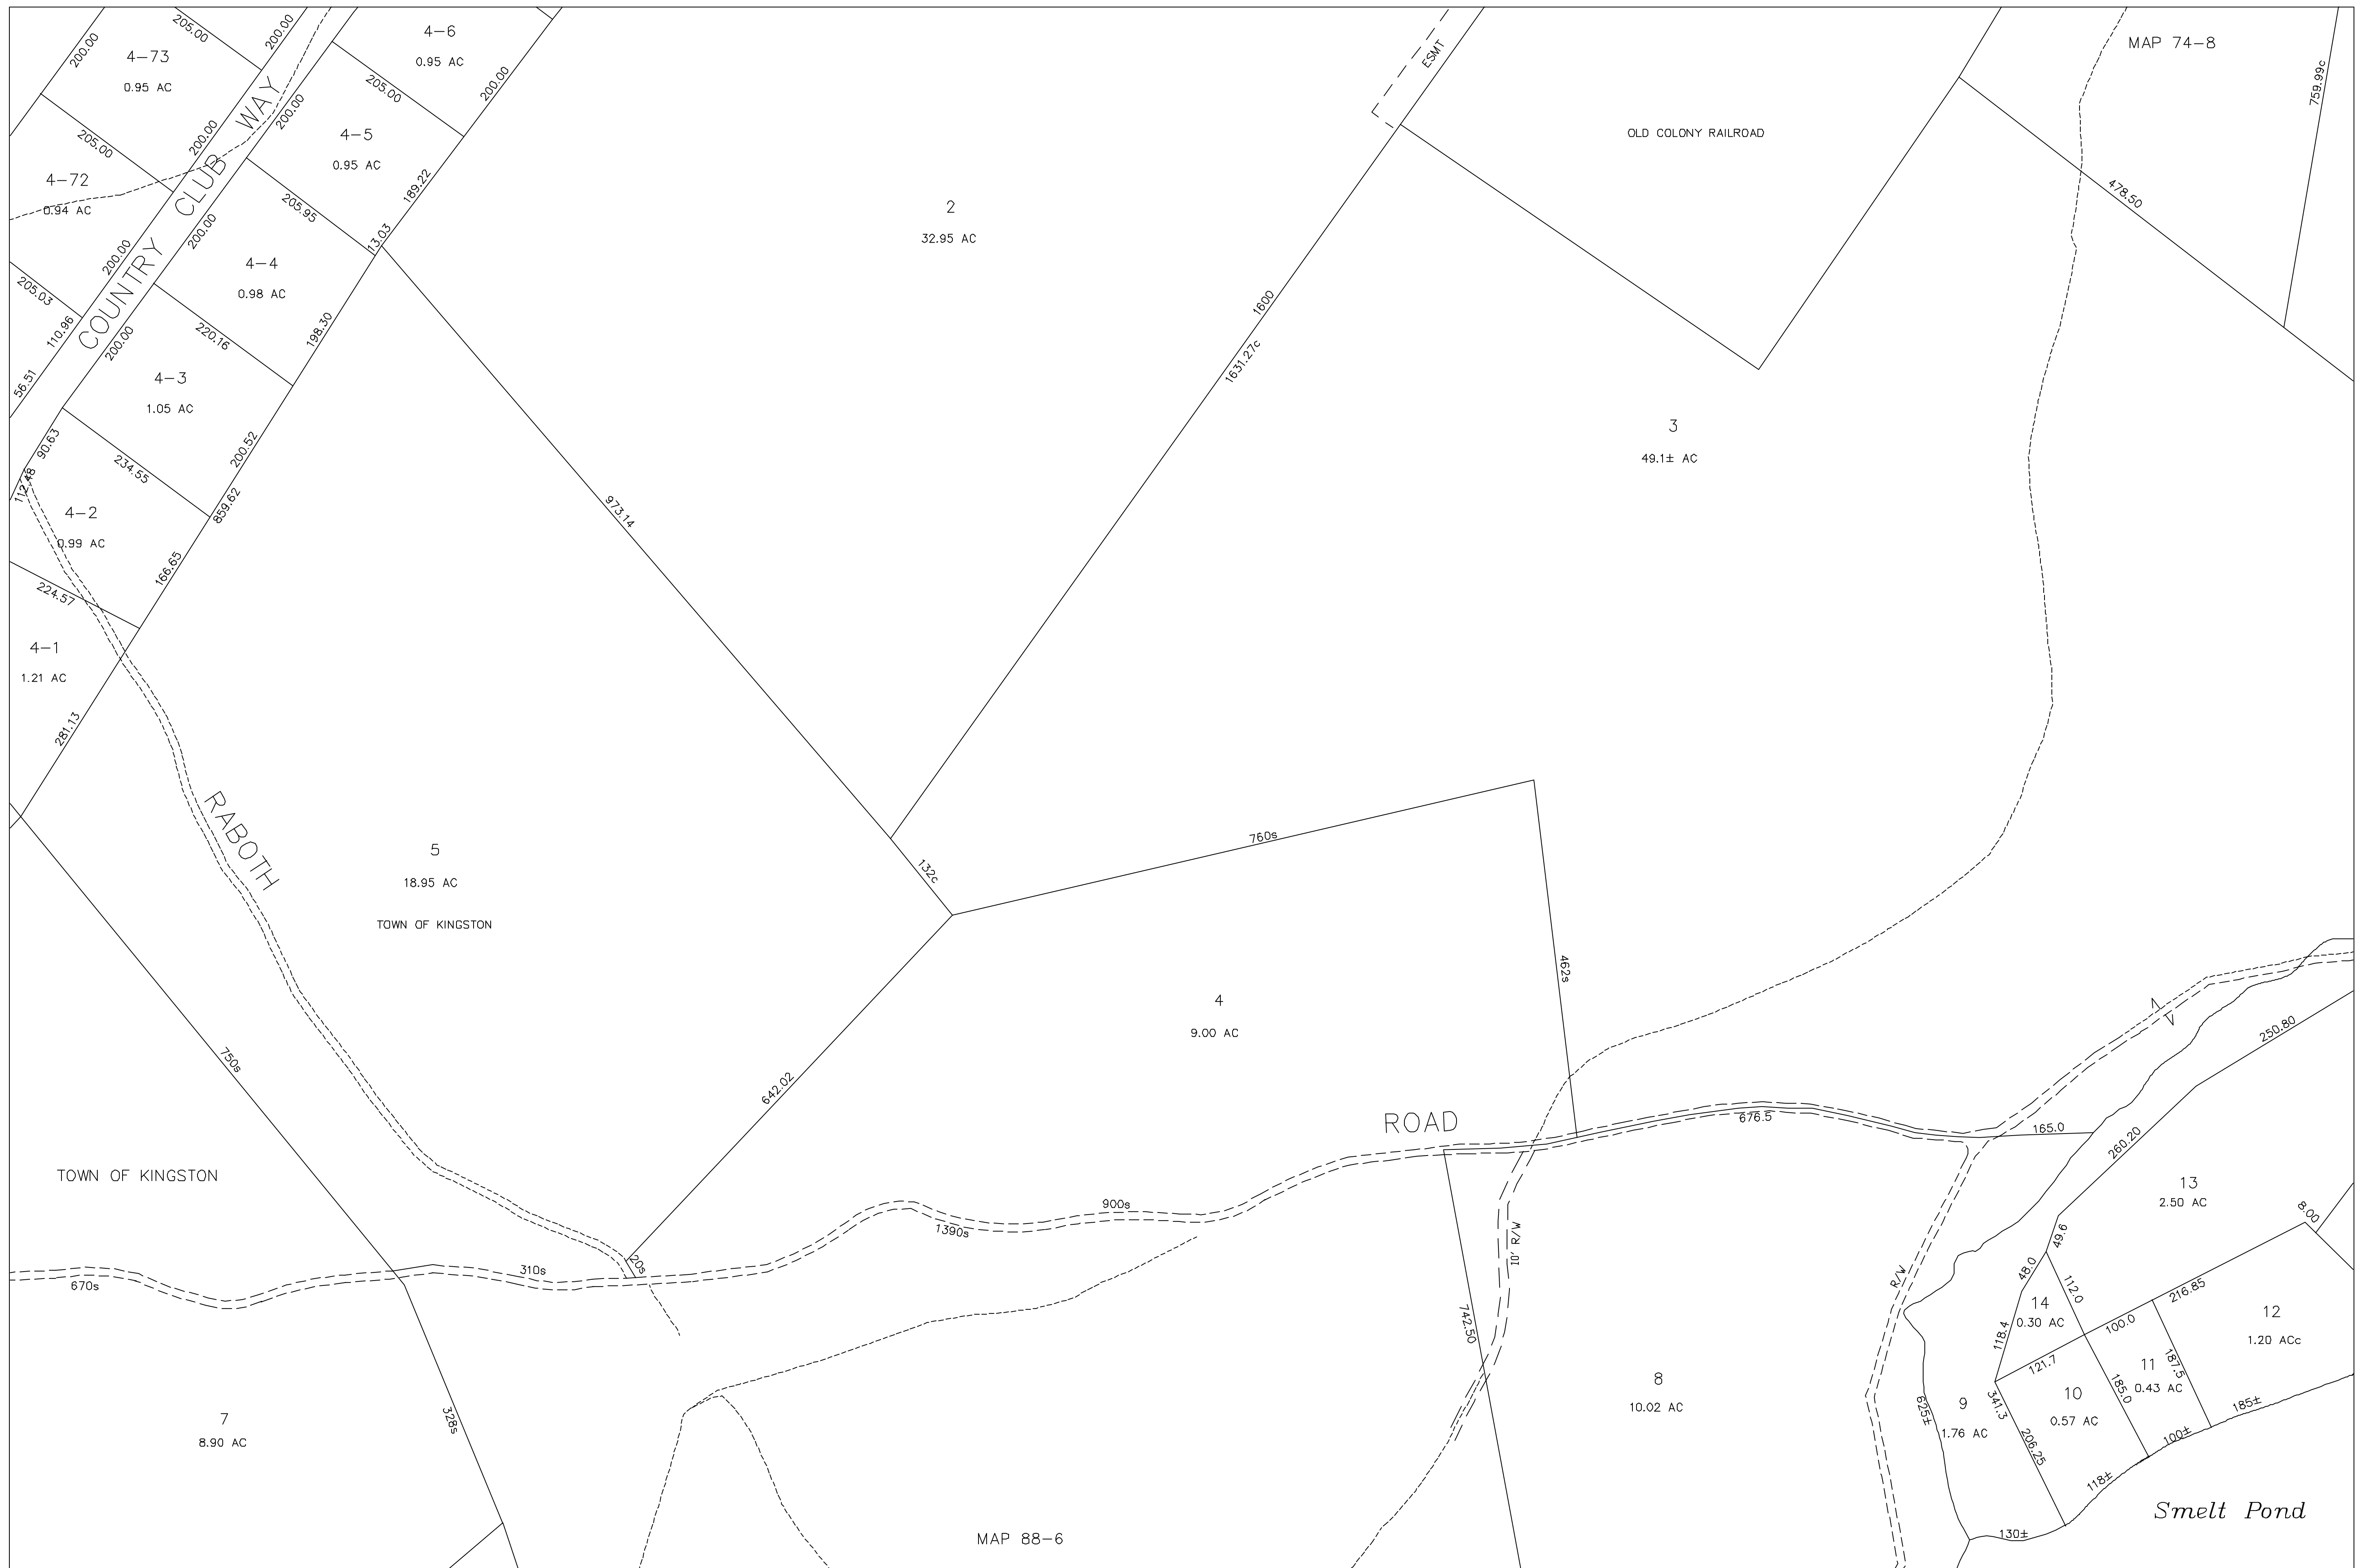 205.00
200.00
200.00
4-73
0.95 AC
4-6
0.95 AC
ESMT
MAP 74-8
759.99c
205.00
200.00
WAY
200.00
200.00
205.00
4-5
0.95 AC
OLD COLONY RAILROAD
4-72
0.94 AC
CLUB
189.22
478.50
205.95
200.00
13.03
2
32.95 AC
200.00
COUNTRY
4-4
0.98 AC
205.03
110.96
200.00
220.16
198.30
1600
1631.27c
56.51
4-3
1.05 AC
3
49.1± AC
90.63
234.55
200.52
112.48
4-2
0.99 AC
859.62
973.14
166.65
224.57
4-1
1.21 AC
281.13
RABOTH
5
18.95 AC
TOWN OF KINGSTON
132c
760s
462s
4
9.00 AC
750s
642.02
250.80
ROAD
676.5
165.0
260.20
TOWN OF KINGSTON
13
2.50 AC
900s
1390s
8.00
10' R/W
49.6
310s
20s
670s
R/W
48.0
112.0
216.85
14
0.30 AC
12
1.20 ACc
118.4
100.0
742.50
121.7
11
0.43 AC
187.5
8
10.02 AC
185.0
10
0.57 AC
341.3
9
1.76 AC
625±
206.25
185±
100±
118±
130±
328s
7
8.90 AC
Smelt Pond
MAP 88-6